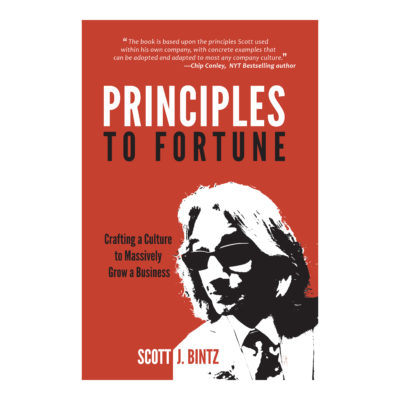 “The book is based upon the principles Scott used
within his own company, with concrete examples that
can be adopted and adapted to most any company culture.”
—Chip Conley, NYT Bestselling author
PRINCIPLES
TO FORTUNE
Crafting a Culture
to Massively
Grow a Business
SCOTT J. BINTZ